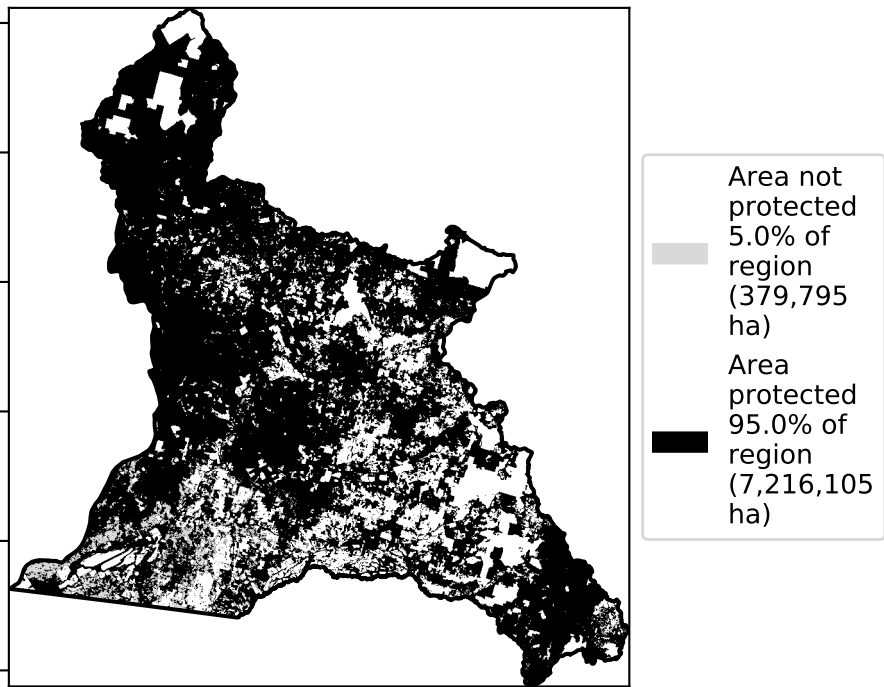 Area not
protected
5.0% of
region
(379,795
ha)
Area
protected
95.0% of
region
(7,216,105
ha)